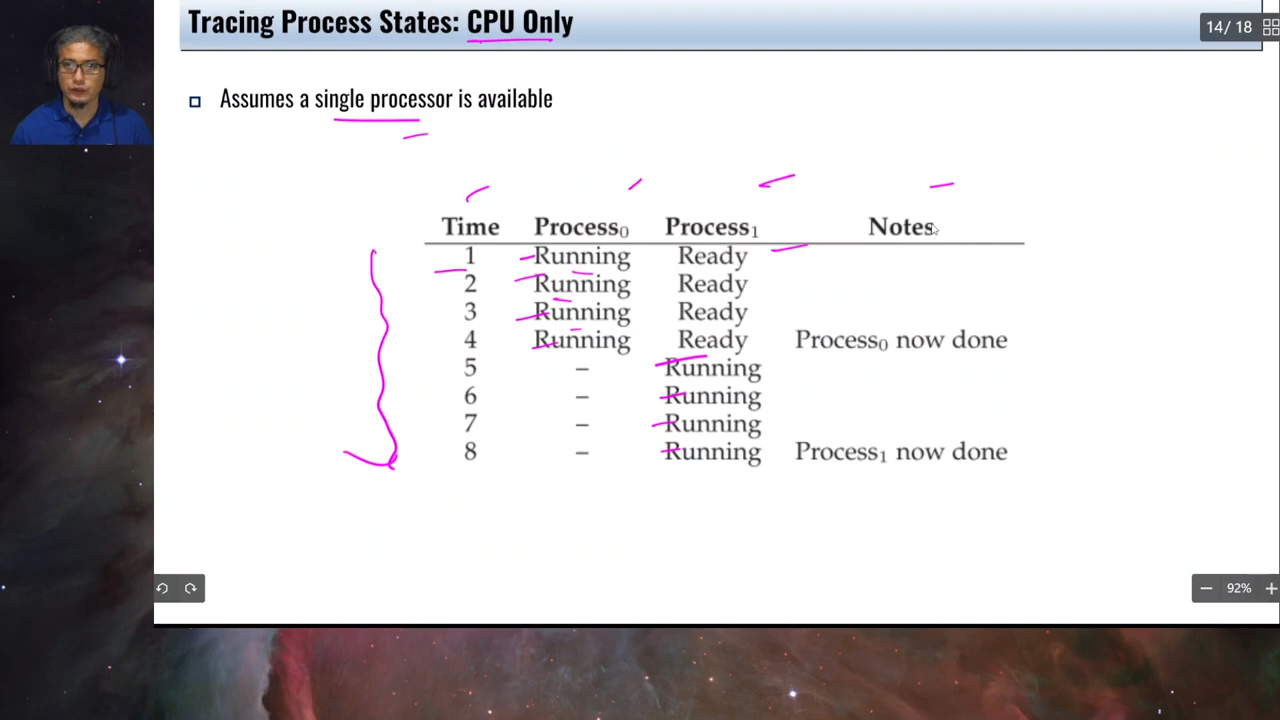 Tracing Process States: CPU Only
14/ 18
Assumes a single processor is available
Time Process₀ Process₁ Notes
1 Running Ready
2 Running Ready
3 Running Ready
4 Running Ready Process₀ now done
5 – Running
6 – Running
7 – Running
8 – Running Process₁ now done
92%